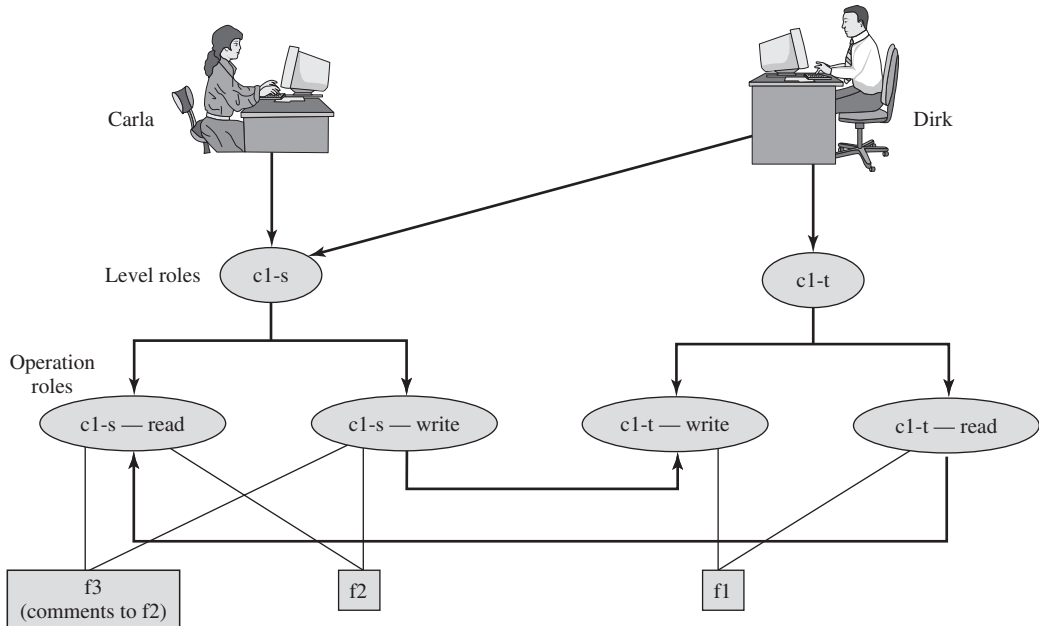 Carla
Dirk
Level roles
c1-s
c1-t
Operation
roles
c1-s — read
c1-s — write
c1-t — write
c1-t — read
f3
(comments to f2)
f2
f1